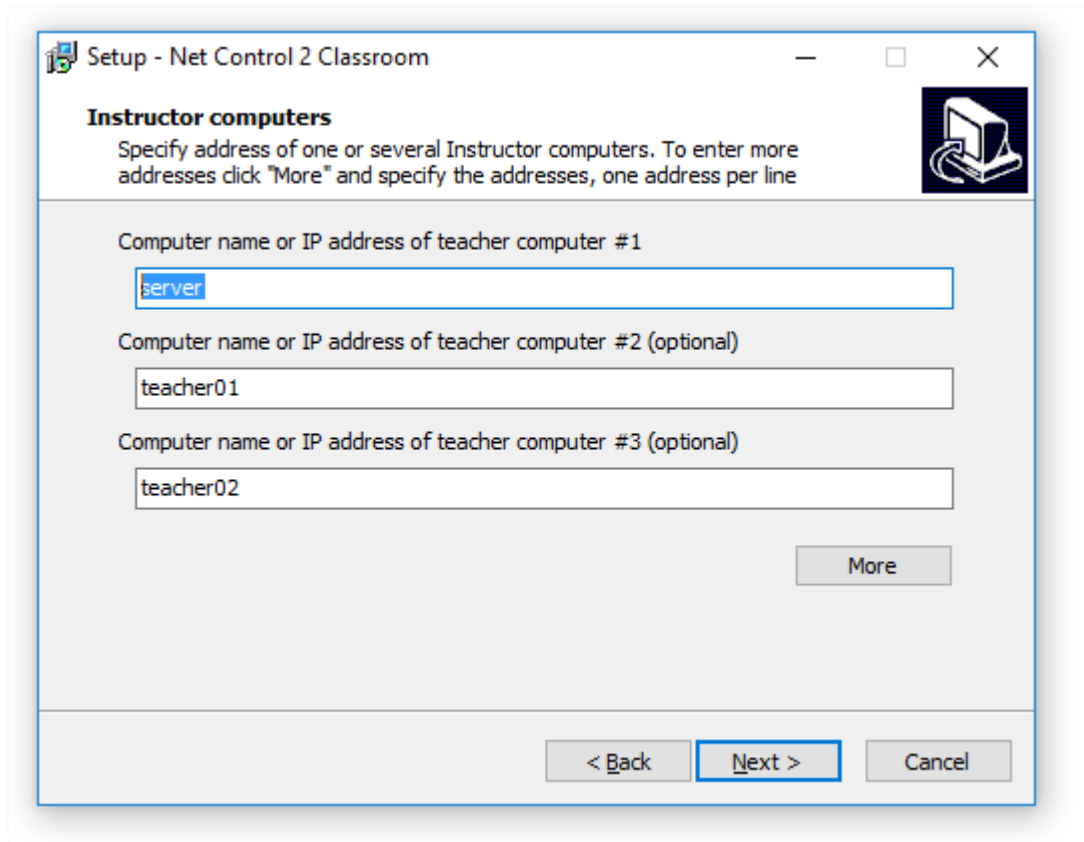 Setup - Net Control 2 Classroom
Instructor computers
Specify address of one or several Instructor computers. To enter more
addresses click "More" and specify the addresses, one address per line
Computer name or IP address of teacher computer #1
server
Computer name or IP address of teacher computer #2 (optional)
teacher01
Computer name or IP address of teacher computer #3 (optional)
teacher02
More
< Back Next > Cancel